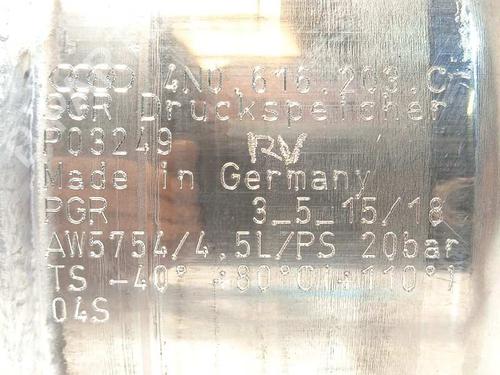 4N0.616.203.C
SGR Druckspeicher
P03249 RV
Made in Germany
PGR 3_5_15/18
AW5754/4,5L/PS 20bar
TS -40° +80°C(+110°)
04S